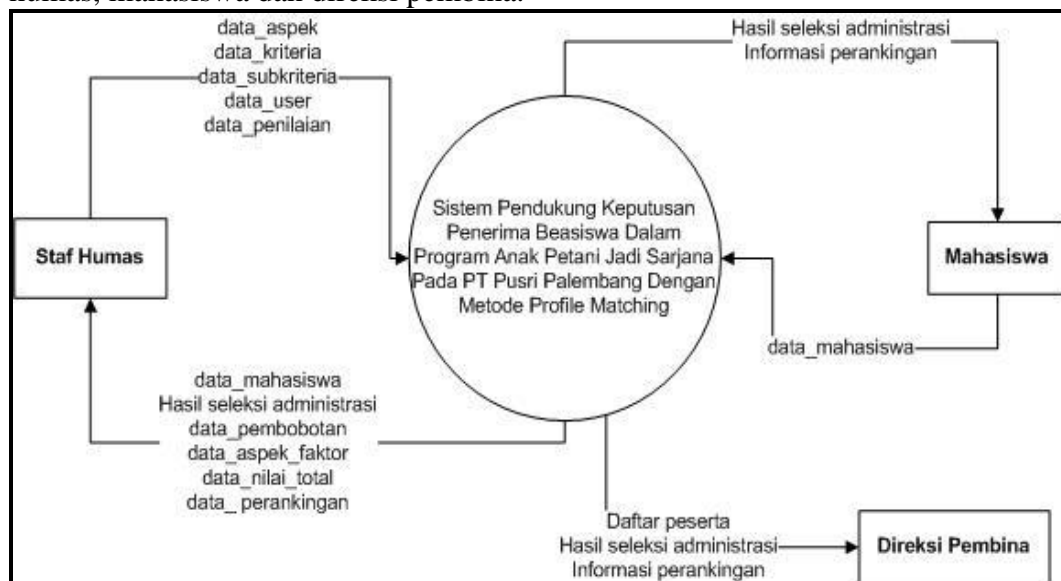 humas, mahasiswa dan direksi pembina.
data_aspek
data_kriteria
data_subkriteria
data_user
data_penilaian
Hasil seleksi administrasi
Informasi perankingan
Sistem Pendukung Keputusan
Penerima Beasiswa Dalam
Program Anak Petani Jadi Sarjana
Pada PT Pusri Palembang Dengan
Metode Profile Matching
Staf Humas
Mahasiswa
data_mahasiswa
data_mahasiswa
Hasil seleksi administrasi
data_pembobotan
data_aspek_faktor
data_nilai_total
data_ perankingan
Daftar peserta
Hasil seleksi administrasi
Informasi perankingan
Direksi Pembina